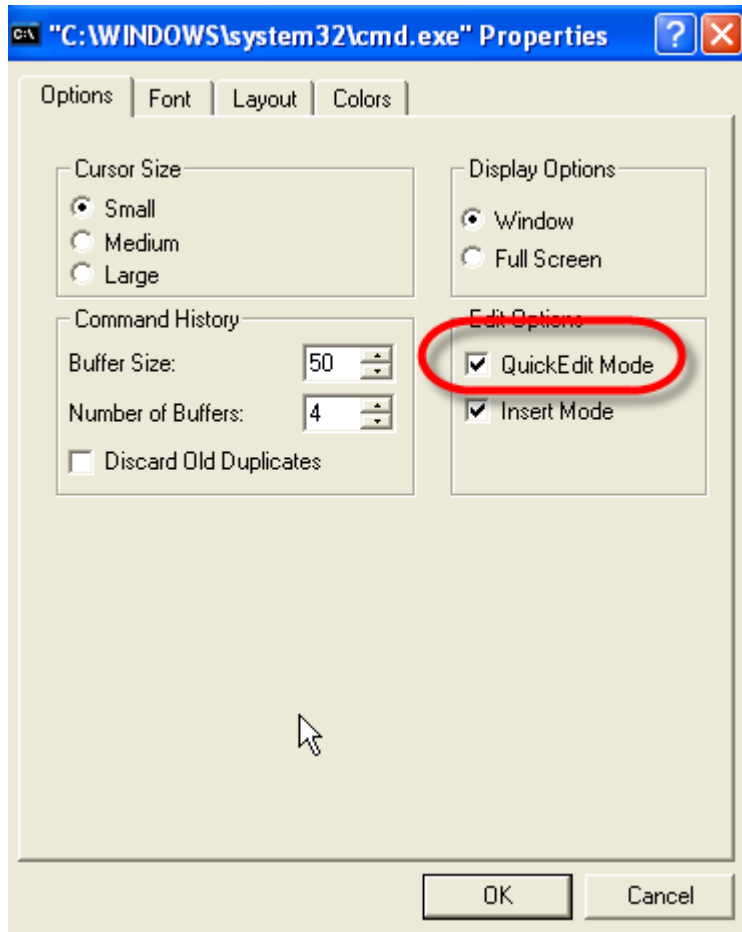 "C:\WINDOWS\system32\cmd.exe" Properties
Options Font Layout Colors
Cursor Size
Small
Medium
Large
Display Options
Window
Full Screen
Command History
Buffer Size: 50
Number of Buffers: 4
Discard Old Duplicates
Edit Options
QuickEdit Mode
Insert Mode
OK Cancel